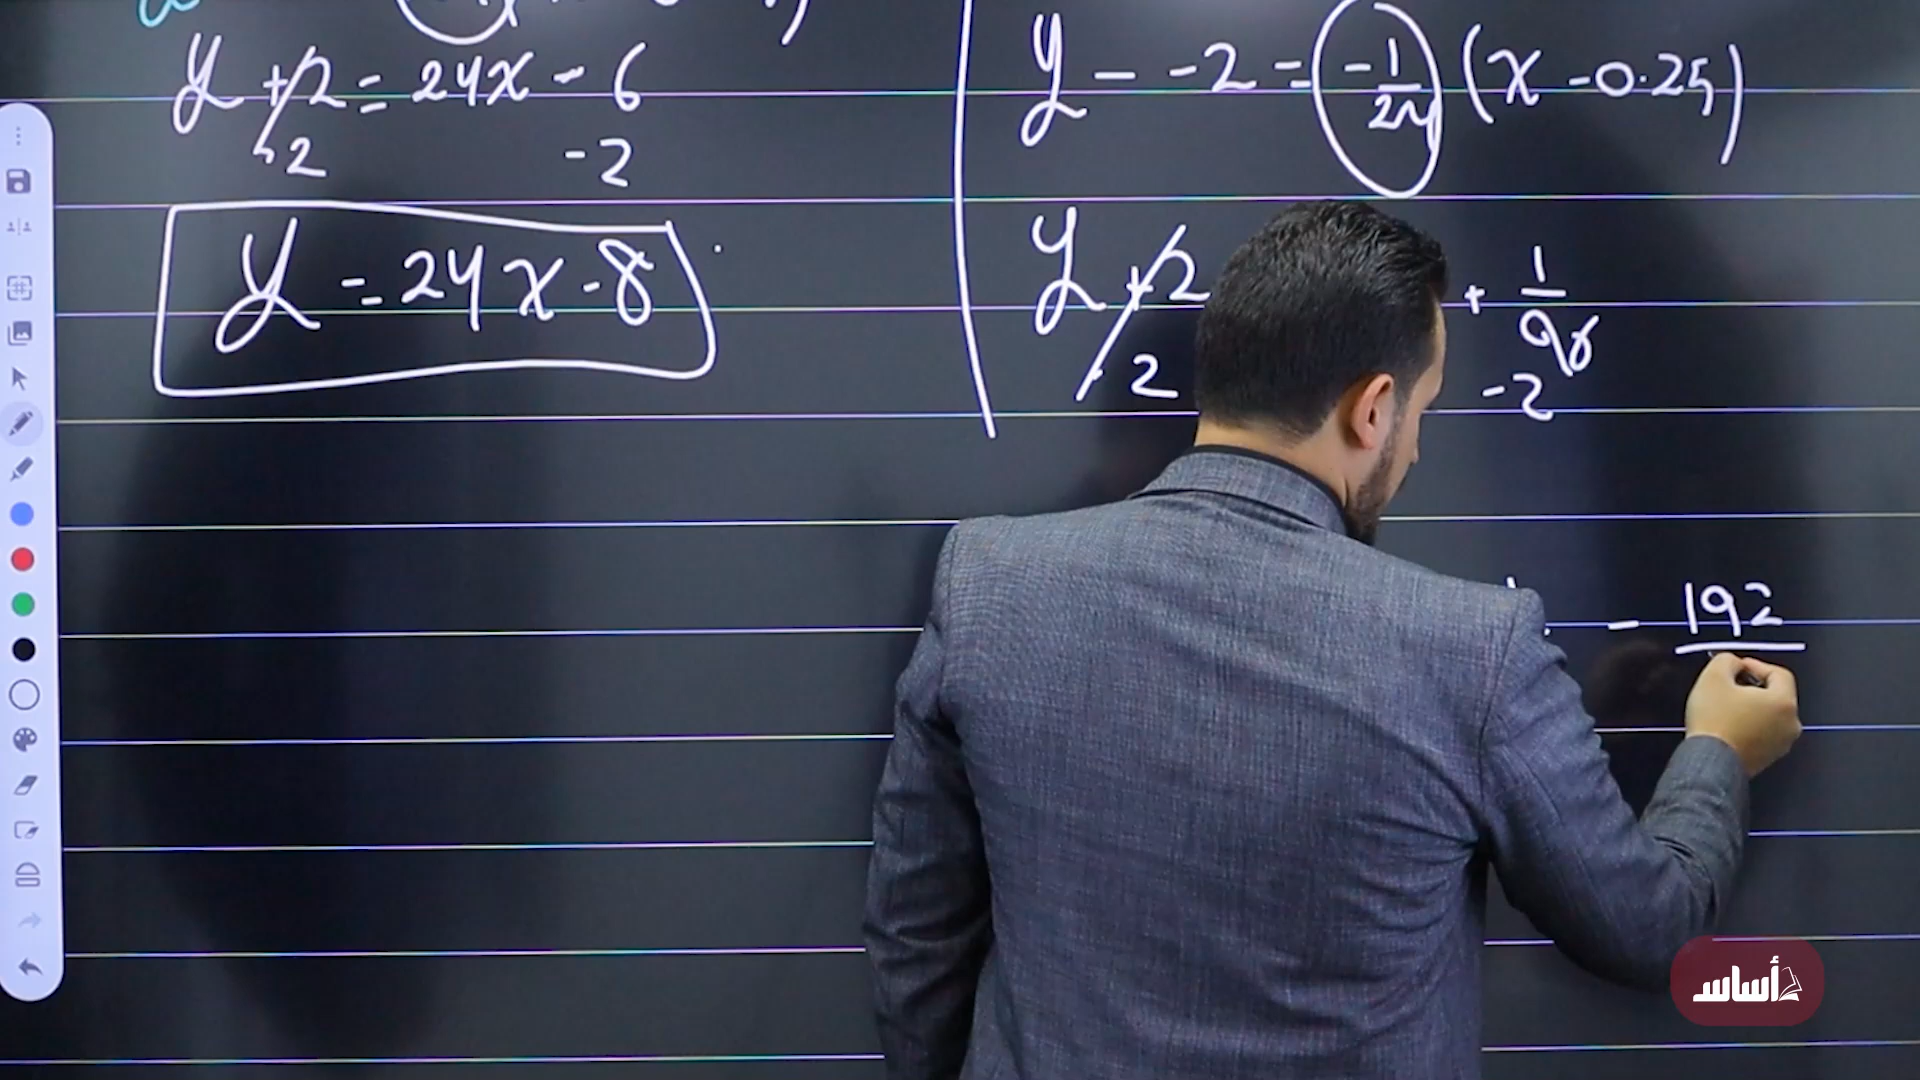 y + 2 = 24x - 6
-2 -2
y = 24x - 8
y - -2 = -1/24 (x - 0.25)
y + 2 + 1/96
- 2 -2
- 192
أساس